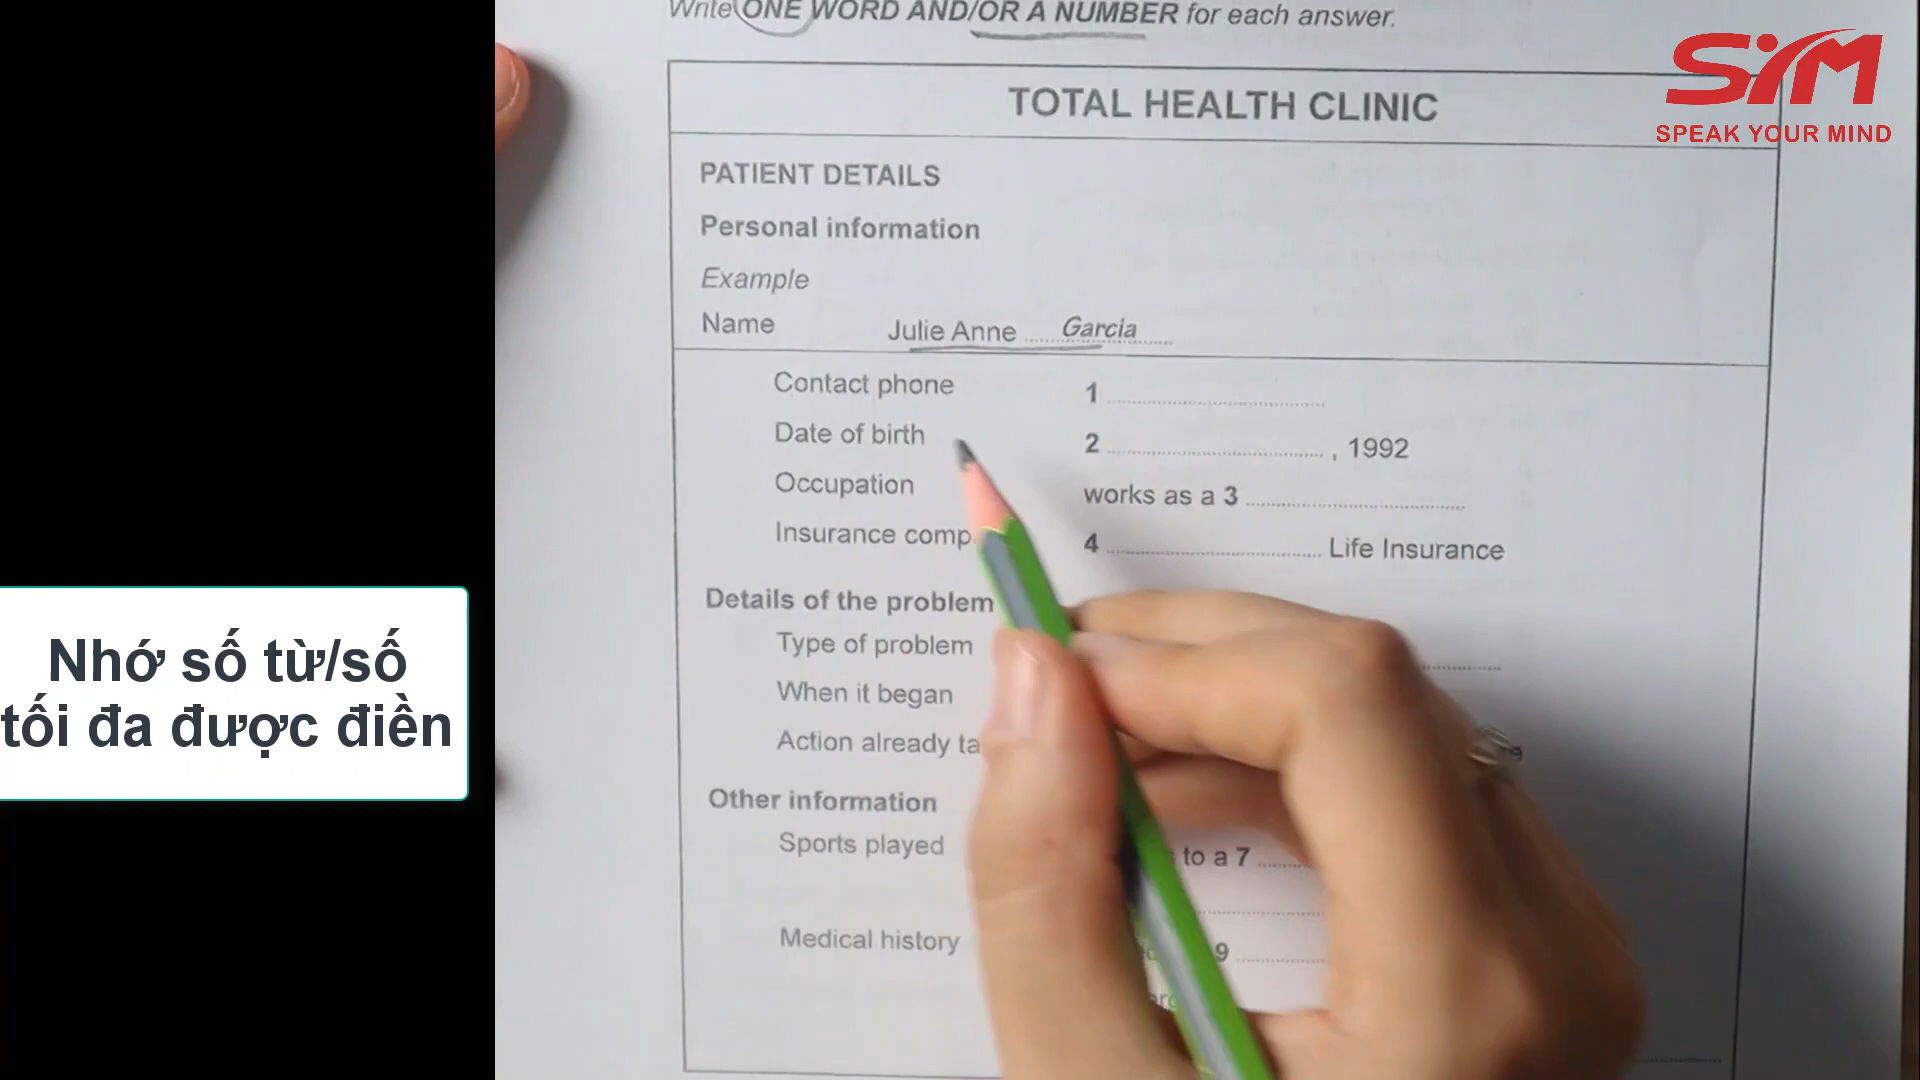 Write ONE WORD AND/OR A NUMBER for each answer.
SIM
SPEAK YOUR MIND
TOTAL HEALTH CLINIC
PATIENT DETAILS
Personal information
Example
Name Julie Anne Garcia
Contact phone 1
Date of birth 2 , 1992
Occupation works as a 3
Insurance 4 Life Insurance
Details of the problem
Type of problem
When it began
Action already
Other information
Sports played to a 7
Medical history 9
Nhớ số từ/số
tối đa được điền